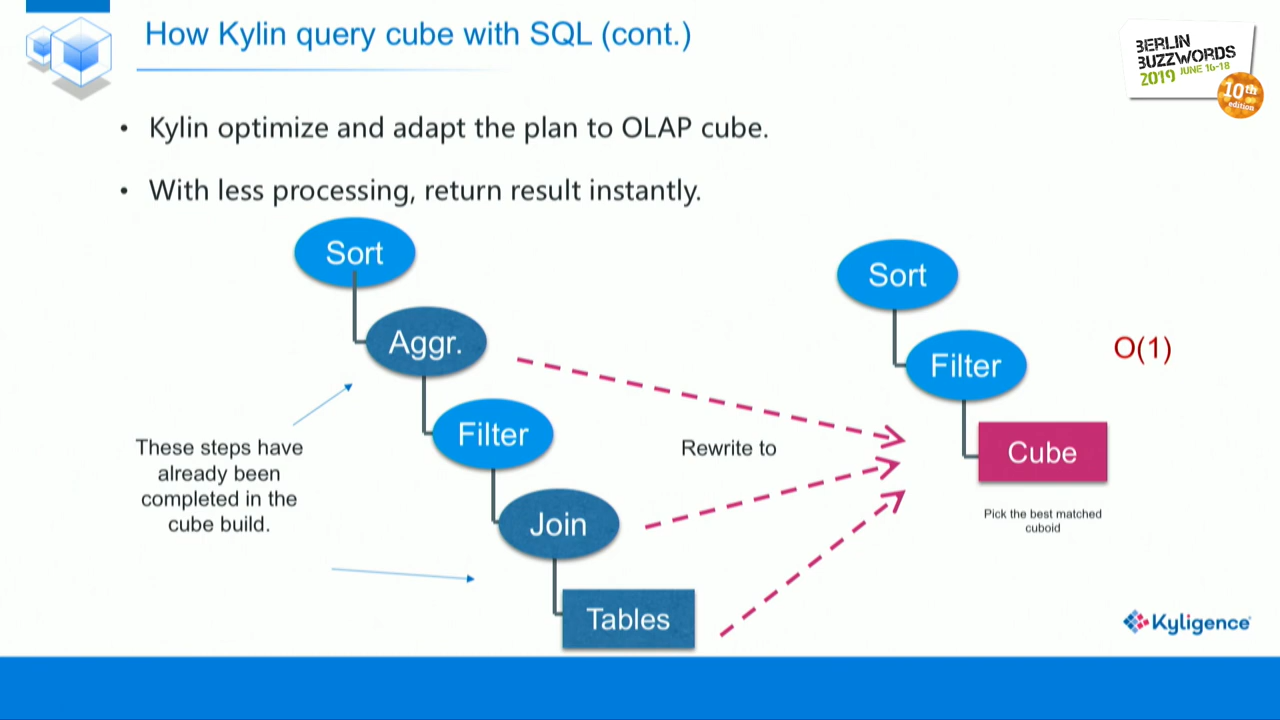 How Kylin query cube with SQL (cont.)
BERLIN
BUZZWORDS
2019 JUNE 16-18
10th
edition
• Kylin optimize and adapt the plan to OLAP cube.
• With less processing, return result instantly.
Sort
Aggr.
Filter
Join
Tables
These steps have
already been
completed in the
cube build.
Rewrite to
Sort
Filter
Cube
O(1)
Pick the best matched
cuboid
Kyligence